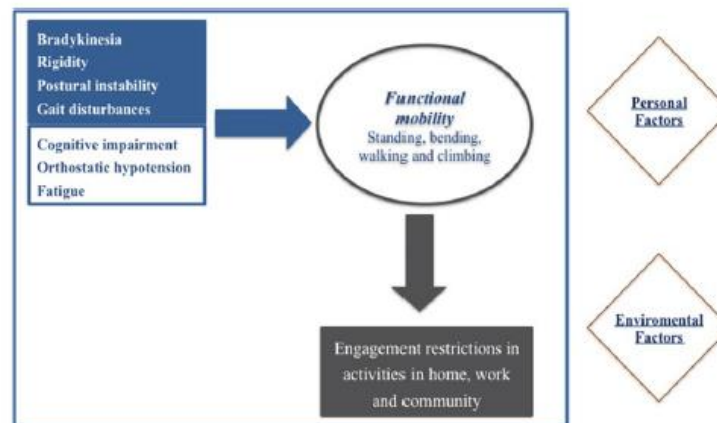 Bradykinesia
Rigidity
Postural instability
Gait disturbances
Cognitive impairment
Orthostatic hypotension
Fatigue
Functional
mobility
Standing, bending,
walking and climbing
Engagement restrictions in
activities in home, work
and community
Personal
Factors
Enviromental
Factors